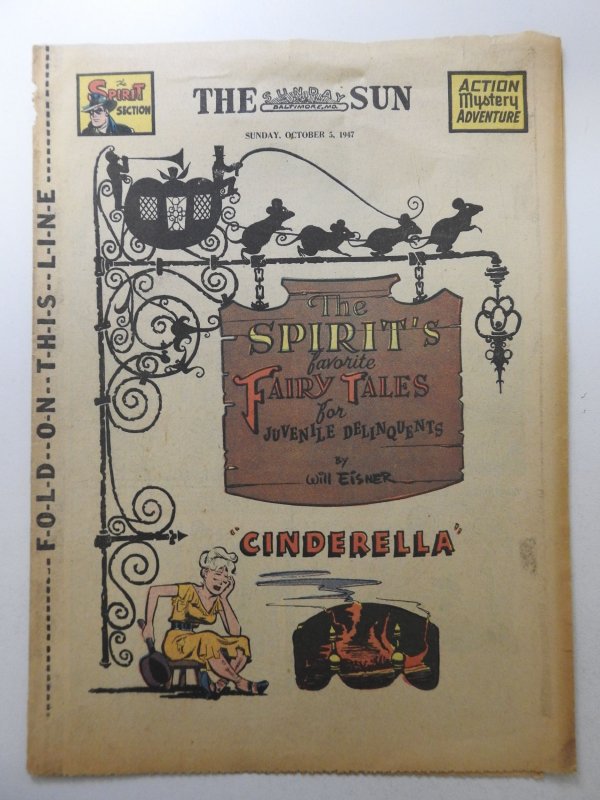 The
SPIRIT
SECTION
THE SUNDAY SUN
BALTIMORE, MD.
ACTION
Mystery
ADVENTURE
SUNDAY, OCTOBER 5, 1947
F-O-L-D--O-N--T-H-I-S--L-I-N-E
The
SPIRIT's
favorite
FAIRY TALES
for
JUVENILE DELINQUENTS
BY
Will EISNER
"CINDERELLA"